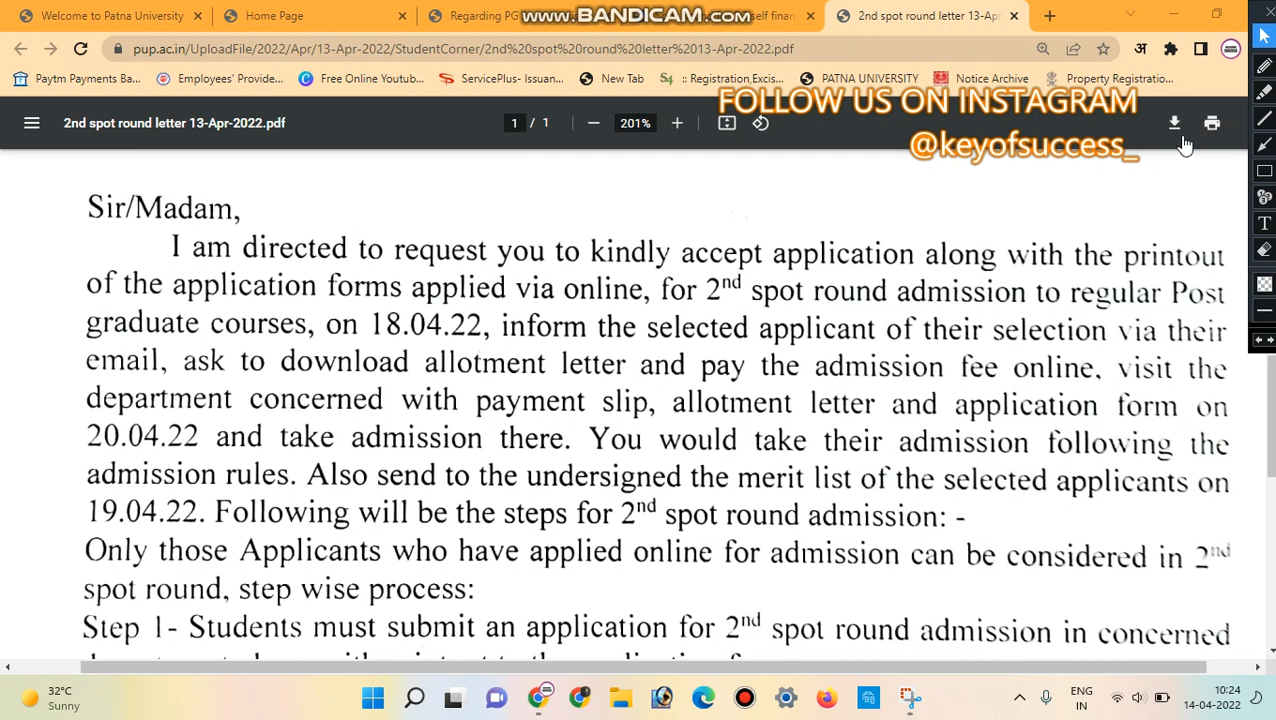 Welcome to Patna University
Home Page
Regarding PG
self finan
2nd spot round letter 13-Apr-
www.BANDICAM.com
pup.ac.in/UploadFile/2022/Apr/13-Apr-2022/StudentCorner/2nd%20spot%20round%20letter%2013-Apr-2022.pdf
अ
Paytm Payments Ba...
Employees' Provide...
Free Online Youtub...
ServicePlus- Issuan...
New Tab
:: Registration,Excis...
PATNA UNIVERSITY
Notice Archive
Property Registratio...
FOLLOW US ON INSTAGRAM
@keyofsuccess_
2nd spot round letter 13-Apr-2022.pdf
1 / 1
201%
Sir/Madam,
I am directed to request you to kindly accept application along with the printout
of the application forms applied via online, for 2nd spot round admission to regular Post
graduate courses, on 18.04.22, inform the selected applicant of their selection via their
email, ask to download allotment letter and pay the admission fee online, visit the
department concerned with payment slip, allotment letter and application form on
20.04.22 and take admission there. You would take their admission following the
admission rules. Also send to the undersigned the merit list of the selected applicants on
19.04.22. Following will be the steps for 2nd spot round admission: -
Only those Applicants who have applied online for admission can be considered in 2nd
spot round, step wise process:
Step 1- Students must submit an application for 2nd spot round admission in concerned
32°C
Sunny
ENG
IN
10:24
14-04-2022